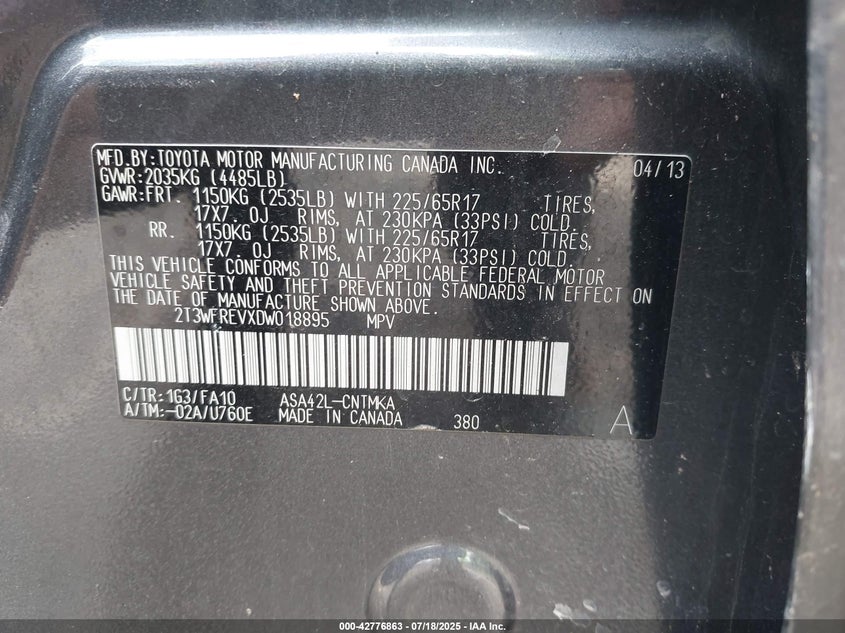 MFD.BY:TOYOTA MOTOR MANUFACTURING CANADA INC. 04/13
GVWR:2035KG (4485LB)
GAWR:FRT. 1150KG (2535LB) WITH 225/65R17 TIRES,
17X7.0J RIMS, AT 230KPA (33PSI) COLD.
RR. 1150KG (2535LB) WITH 225/65R17 TIRES,
17X7.0J RIMS, AT 230KPA (33PSI) COLD.
THIS VEHICLE CONFORMS TO ALL APPLICABLE FEDERAL MOTOR
VEHICLE SAFETY AND THEFT PREVENTION STANDARDS IN EFFECT ON
THE DATE OF MANUFACTURE SHOWN ABOVE.
2T3WFREVXDW018895 MPV
C/TR:1G3/FA10 ASA42L-CNTMKA
A/TM:-02A/U760E MADE IN CANADA 380 A
000-42776863 - 07/18/2025 - IAA Inc.